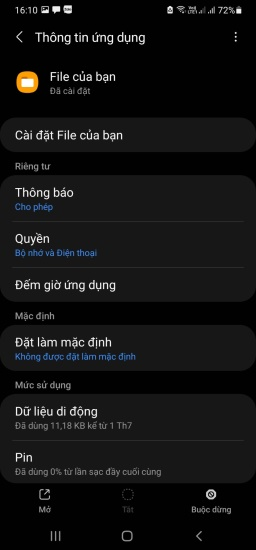 16:10
72%
Thông tin ứng dụng
File của bạn
Đã cài đặt
Cài đặt File của bạn
Riêng tư
Thông báo
Cho phép
Quyền
Bộ nhớ và Điện thoại
Đếm giờ ứng dụng
Mặc định
Đặt làm mặc định
Không được đặt làm mặc định
Mức sử dụng
Dữ liệu di động
Đã dùng 11,18 KB kể từ 1 Th7
Pin
Đã dùng 0% từ lần sạc đầy cuối cùng
Mở
Tắt
Buộc dừng